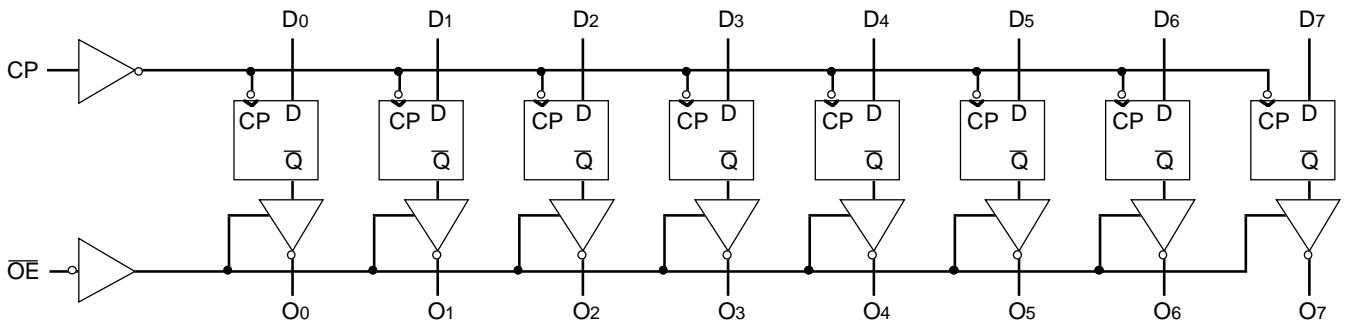 D0 D1 D2 D3 D4 D5 D6 D7
CP
CP D CP D CP D CP D CP D CP D CP D CP D
Q̅ Q̅ Q̅ Q̅ Q̅ Q̅ Q̅ Q̅
O̅E̅
O0 O1 O2 O3 O4 O5 O6 O7